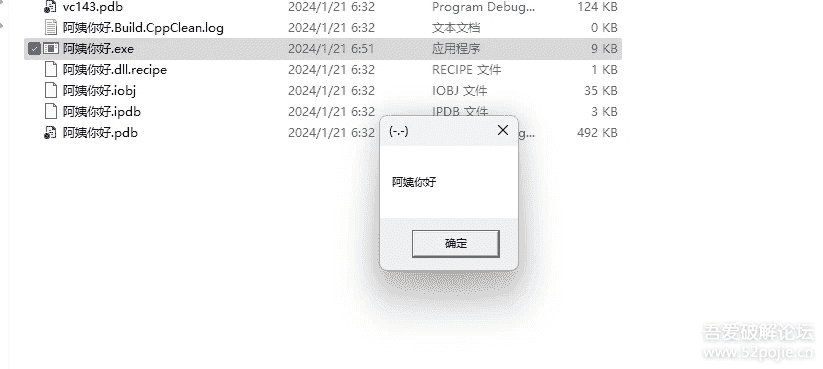 vc143.pdb 2024/1/21 6:32 Program Debug... 124 KB
阿姨你好.Build.CppClean.log 2024/1/21 6:32 文本文档 0 KB
阿姨你好.exe 2024/1/21 6:51 应用程序 9 KB
阿姨你好.dll.recipe 2024/1/21 6:32 RECIPE 文件 1 KB
阿姨你好.iobj 2024/1/21 6:32 IOBJ 文件 35 KB
阿姨你好.ipdb 2024/1/21 6:32 IPDB 文件 3 KB
阿姨你好.pdb 2024/1/21 6:32 g... 492 KB
(-.-)
阿姨你好
确定
吾爱破解论坛
www.52pojie.cn